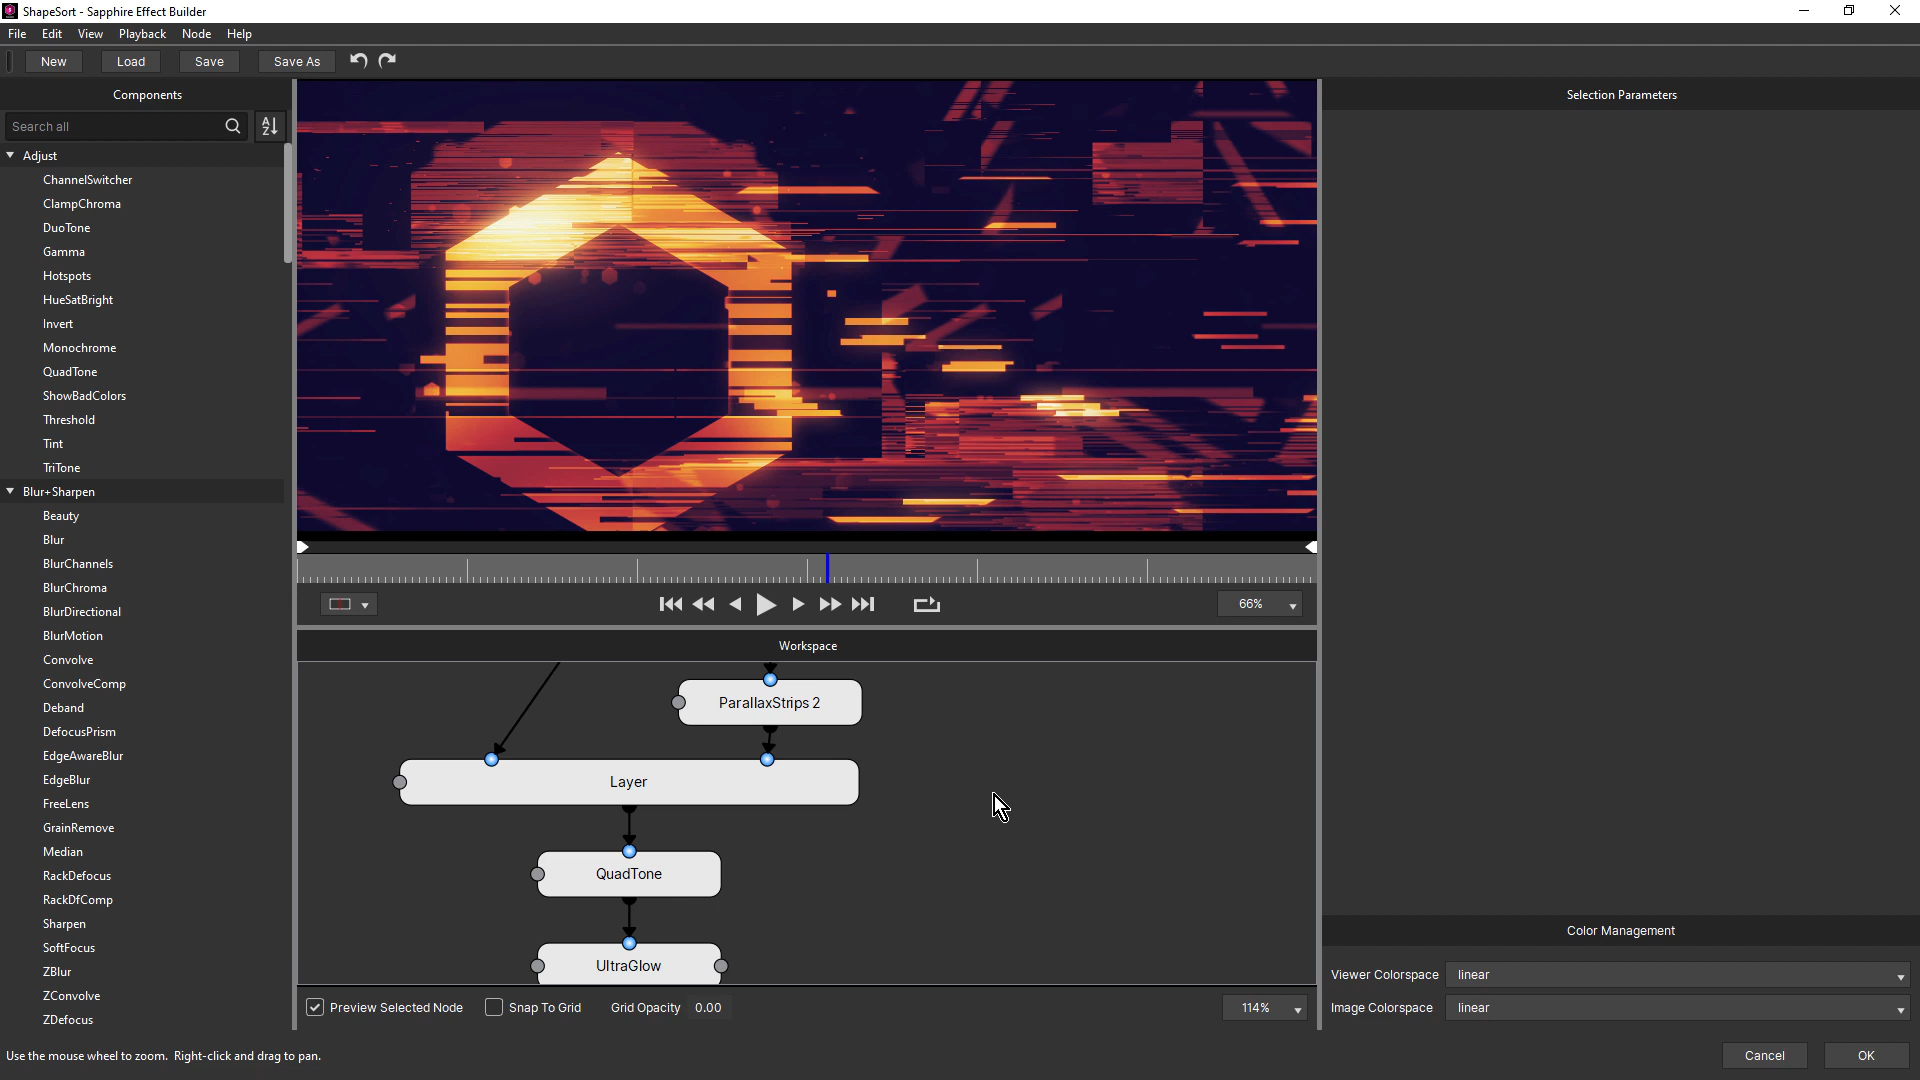 ShapeSort - Sapphire Effect Builder
File Edit View Playback Node Help
New Load Save Save As
Components
Search all
Adjust
ChannelSwitcher
ClampChroma
DuoTone
Gamma
Hotspots
HueSatBright
Invert
Monochrome
QuadTone
ShowBadColors
Threshold
Tint
TriTone
Blur+Sharpen
Beauty
Blur
BlurChannels
BlurChroma
BlurDirectional
BlurMotion
Convolve
ConvolveComp
Deband
DefocusPrism
EdgeAwareBlur
EdgeBlur
FreeLens
GrainRemove
Median
RackDefocus
RackDfComp
Sharpen
SoftFocus
ZBlur
ZConvolve
ZDefocus
66%
Workspace
ParallaxStrips 2
Layer
QuadTone
UltraGlow
Preview Selected Node Snap To Grid Grid Opacity 0.00 114%
Selection Parameters
Color Management
Viewer Colorspace linear
Image Colorspace linear
Use the mouse wheel to zoom. Right-click and drag to pan.
Cancel OK